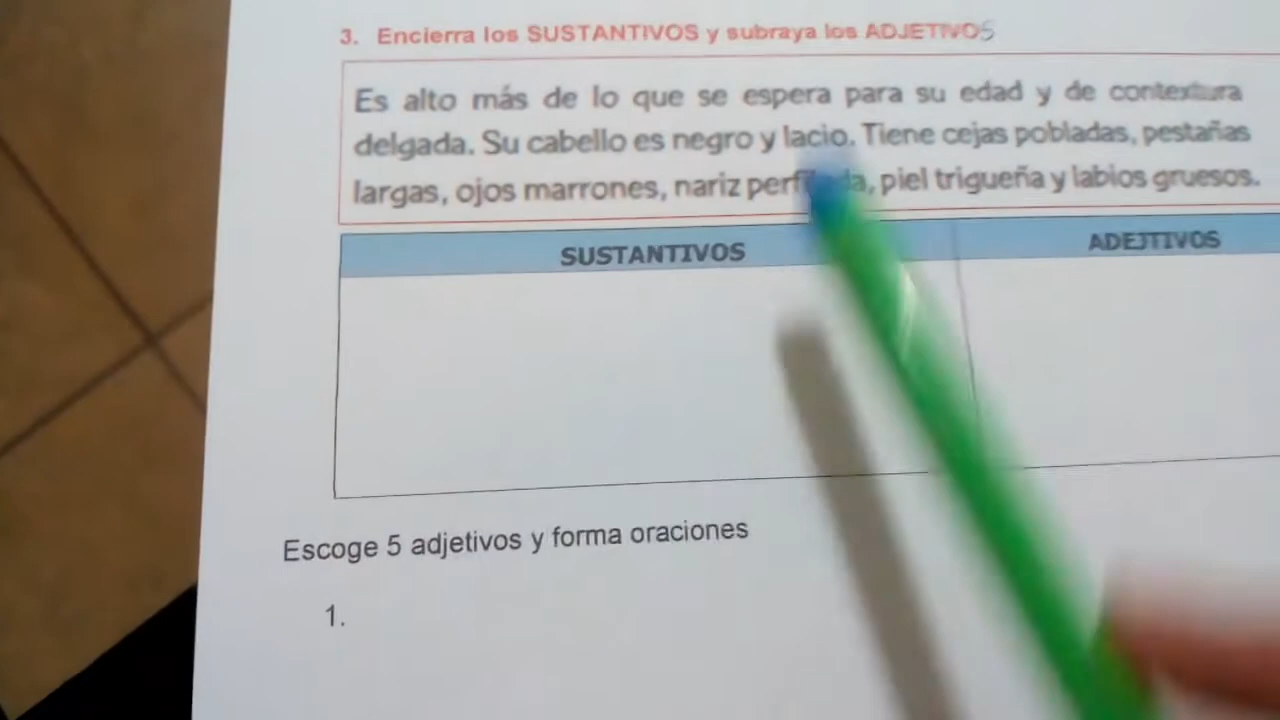 3. Encierra los SUSTANTIVOS y subraya los ADJETIVOS
Es alto más de lo que se espera para su edad y de contextura
delgada. Su cabello es negro y lacio. Tiene cejas pobladas, pestañas
largas, ojos marrones, nariz piel trigueña y labios gruesos.
SUSTANTIVOS ADEJTIVOS
Escoge 5 adjetivos y forma oraciones
1.